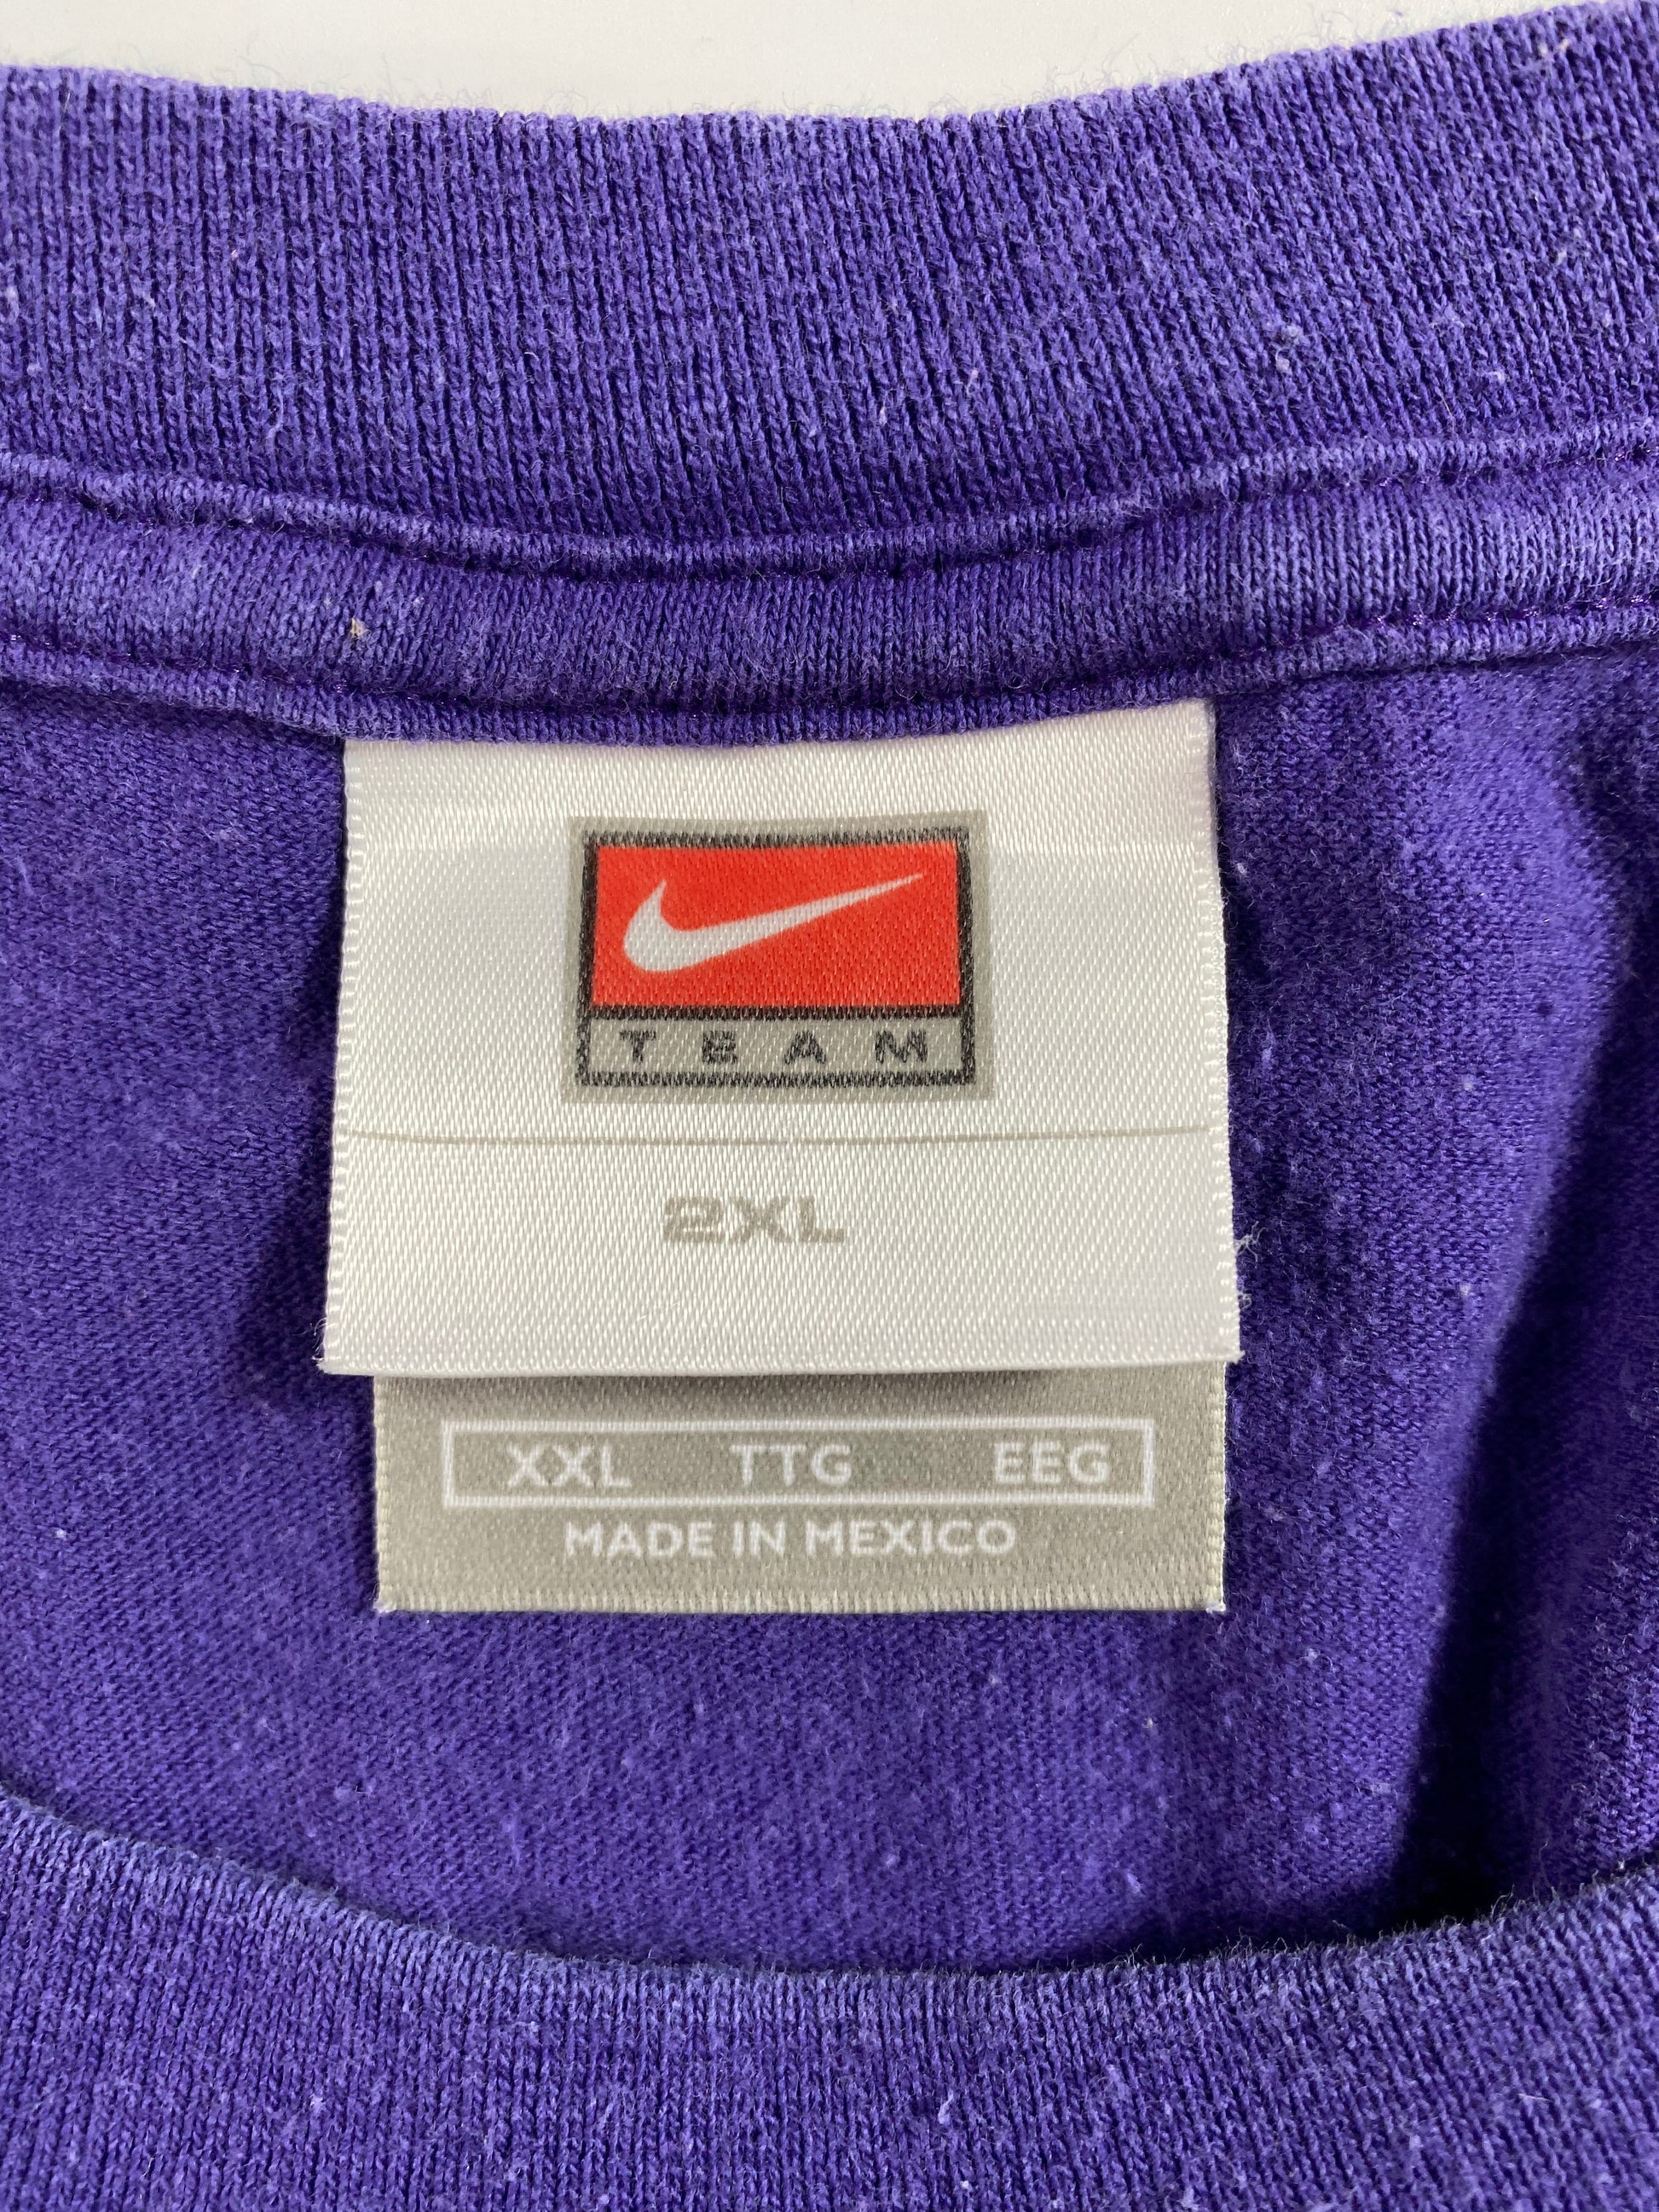 TEAM
2XL
XXL TTG EEG
MADE IN MEXICO